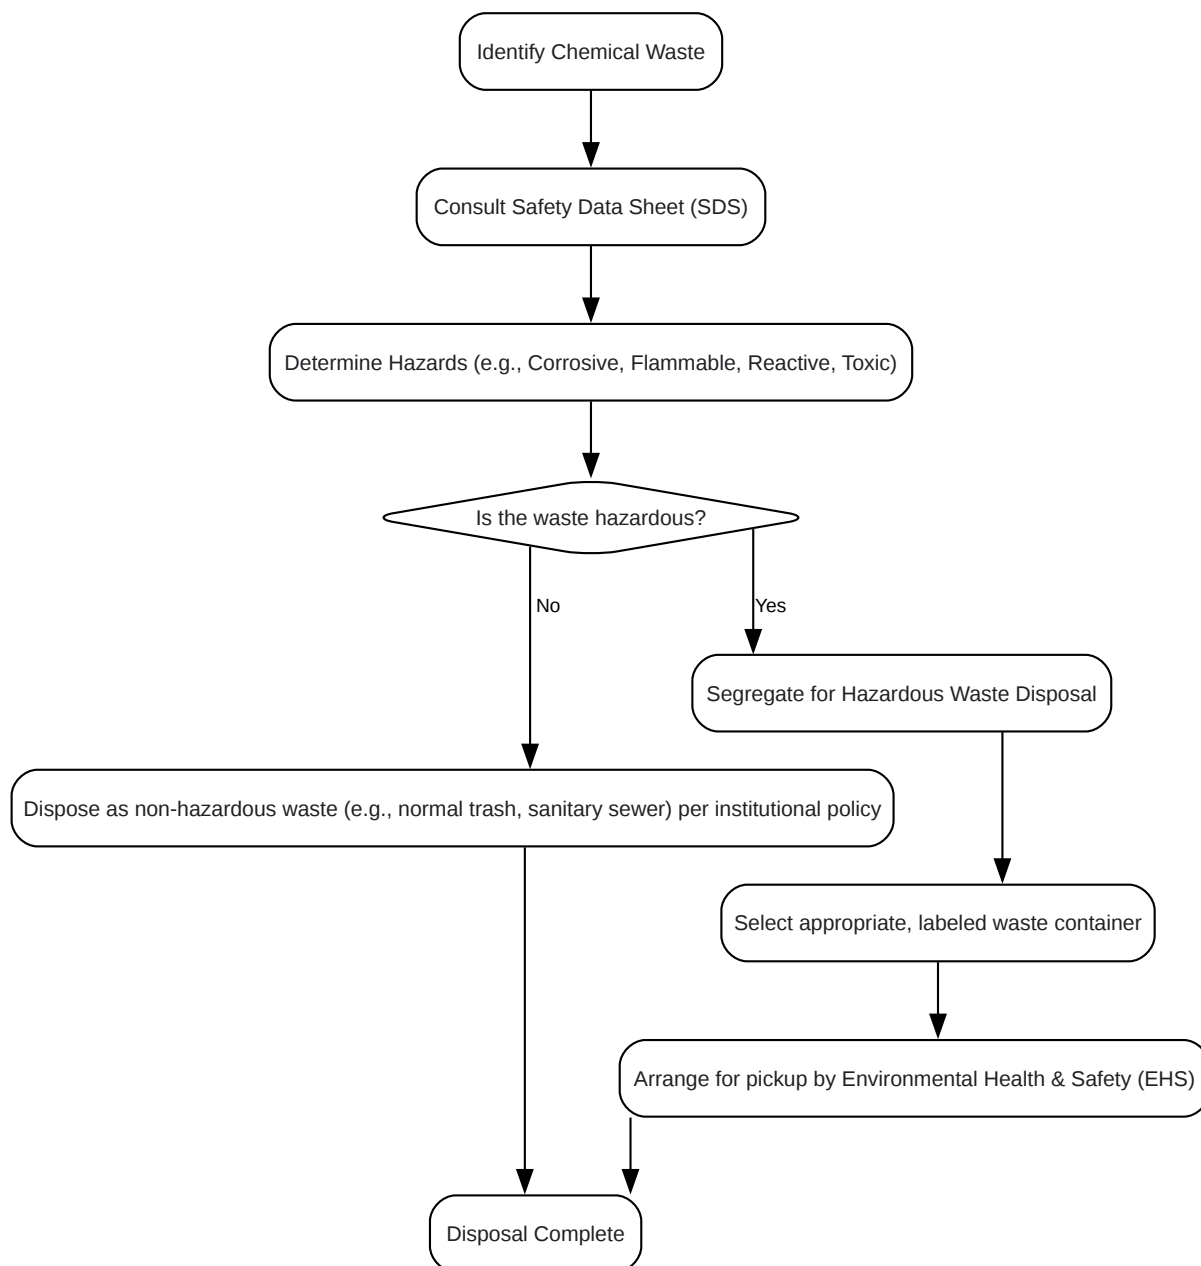 Identify Chemical Waste
Consult Safety Data Sheet (SDS)
Determine Hazards (e.g., Corrosive, Flammable, Reactive, Toxic)
Is the waste hazardous?
No
Yes
Segregate for Hazardous Waste Disposal
Dispose as non-hazardous waste (e.g., normal trash, sanitary sewer) per institutional policy
Select appropriate, labeled waste container
Arrange for pickup by Environmental Health & Safety (EHS)
Disposal Complete